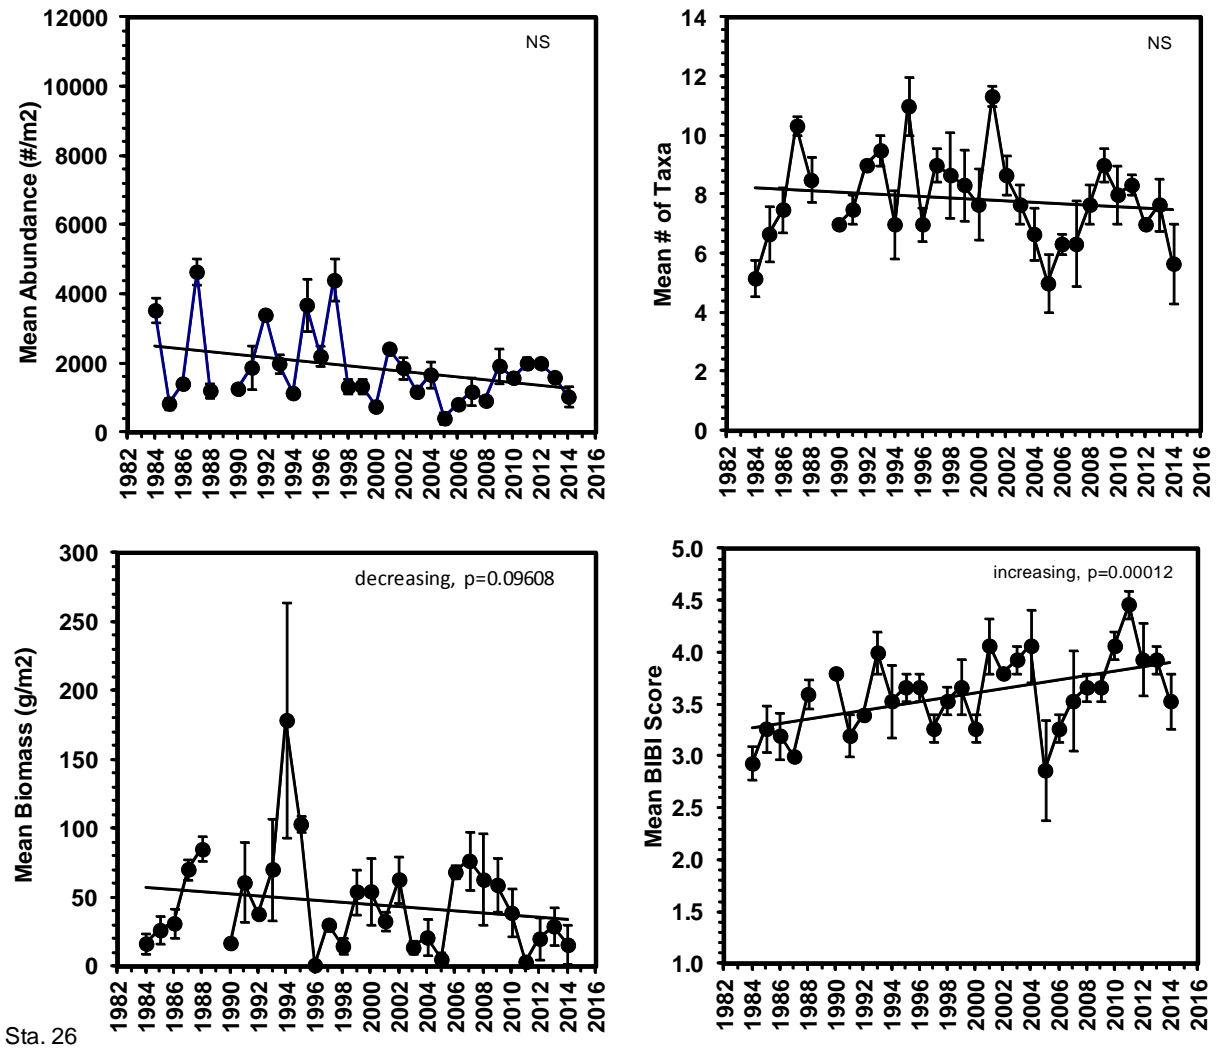 12000
10000
8000
6000
4000
2000
0
Mean Abundance (#/m2)
NS
1982 1984 1986 1988 1990 1992 1994 1996 1998 2000 2002 2004 2006 2008 2010 2012 2014 2016
14
12
10
8
6
4
2
0
Mean # of Taxa
NS
1982 1984 1986 1988 1990 1992 1994 1996 1998 2000 2002 2004 2006 2008 2010 2012 2014 2016
300
250
200
150
100
50
0
Mean Biomass (g/m2)
decreasing, p=0.09608
1982 1984 1986 1988 1990 1992 1994 1996 1998 2000 2002 2004 2006 2008 2010 2012 2014 2016
5.0
4.5
4.0
3.5
3.0
2.5
2.0
1.5
1.0
Mean BIBI Score
increasing, p=0.00012
1982 1984 1986 1988 1990 1992 1994 1996 1998 2000 2002 2004 2006 2008 2010 2012 2014 2016
Sta. 26